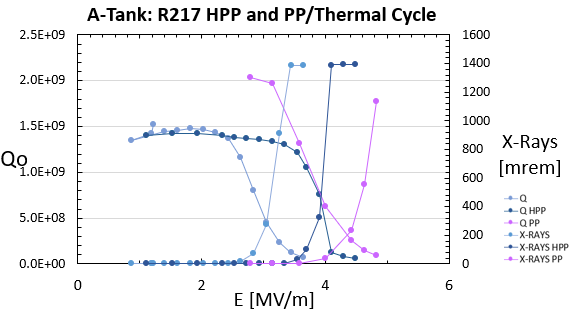 A-Tank: R217 HPP and PP/Thermal Cycle
2.5E+09
2.0E+09
1.5E+09
1.0E+09
5.0E+08
0.0E+00
Qo
0
2
4
6
E [MV/m]
1600
1400
1200
1000
800
600
400
200
0
X-Rays
[mrem]
Q
Q HPP
Q PP
X-RAYS
X-RAYS HPP
X-RAYS PP